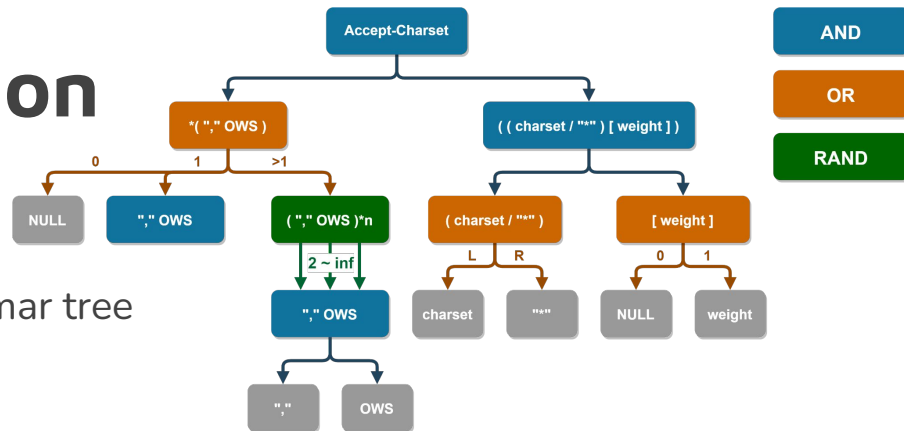 Accept-Charset
AND
on
OR
*( "," OWS )
( ( charset / "*" ) [ weight ] )
RAND
0 1 >1
NULL
"," OWS
( "," OWS )*n
( charset / "*" )
[ weight ]
2 ~ inf
L R
0 1
mar tree
"," OWS
charset
"*"
NULL
weight
","
OWS